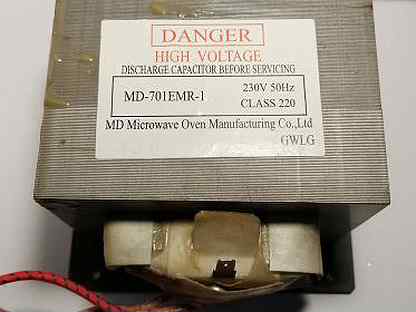 DANGER
HIGH VOLTAGE
DISCHARGE CAPACITOR BEFORE SERVICING
MD-701EMR-1
230V 50Hz
CLASS 220
MD Microwave Oven Manufacturing Co.,Ltd
GWLG